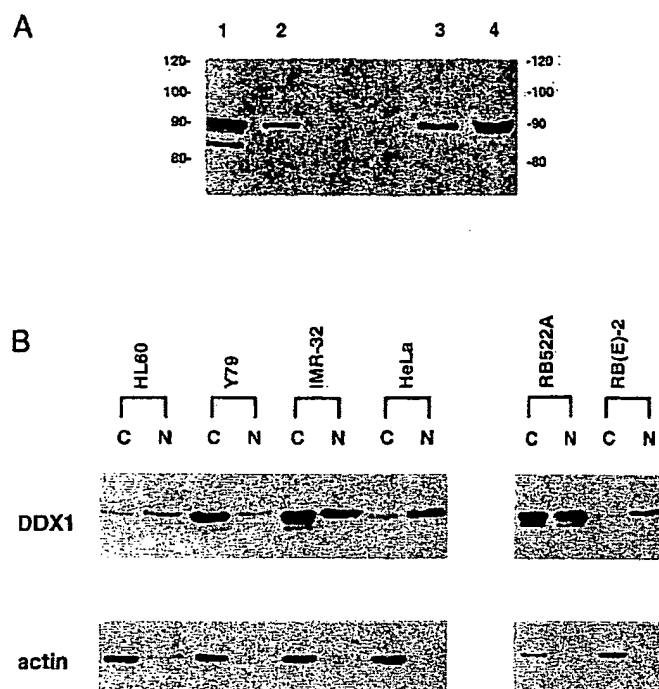 A
1 2 3 4
120- -120
100- -100
90- -90
80- -80
B
HL60 Y79 IMR-32 HeLa RB522A RB(E)-2
C N C N C N C N C N C N
DDX1
actin